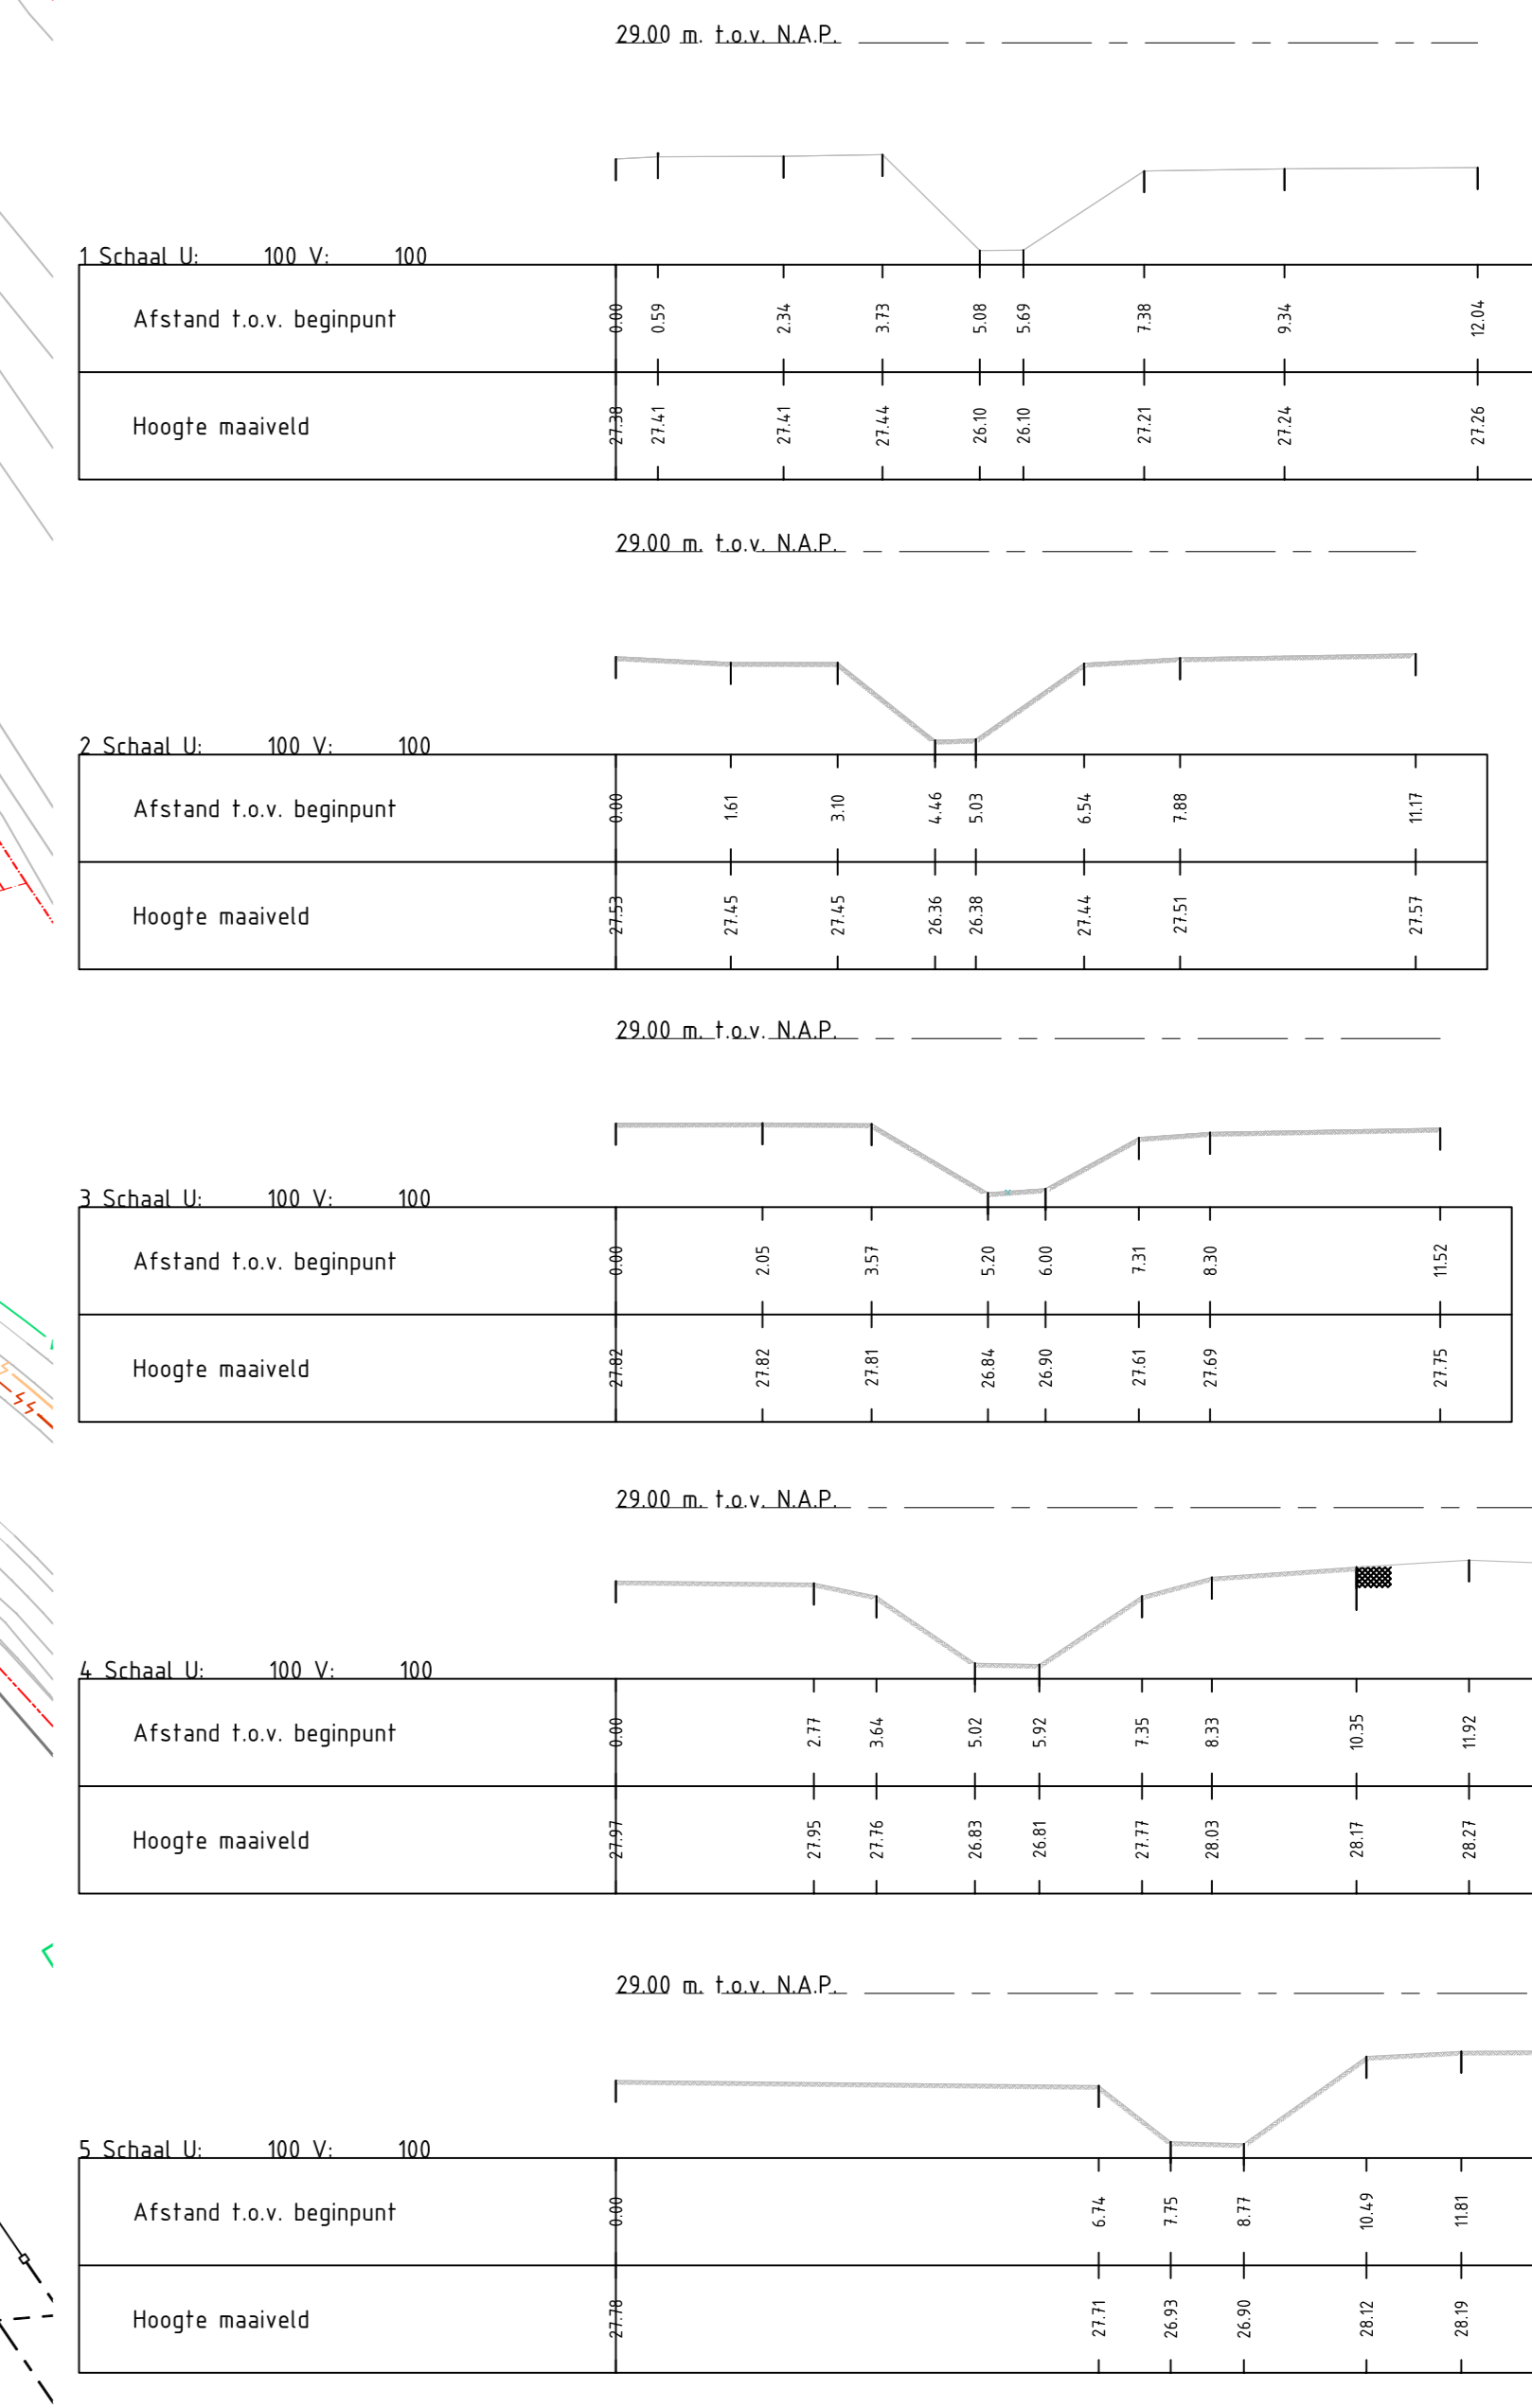 29.00 m. t.o.v. N.A.P.
1 Schaal U: 100 V: 100
Afstand t.o.v. beginpunt 0.00 0.59 2.34 3.73 5.08 5.69 7.38 9.34 12.04
Hoogte maaiveld 27.38 27.41 27.41 27.44 26.10 26.10 27.21 27.24 27.26
29.00 m. t.o.v. N.A.P.
2 Schaal U: 100 V: 100
Afstand t.o.v. beginpunt 0.00 1.61 3.10 4.46 5.03 6.54 7.88 11.17
Hoogte maaiveld 27.53 27.45 27.45 26.36 26.38 27.44 27.51 27.57
29.00 m. t.o.v. N.A.P.
3 Schaal U: 100 V: 100
Afstand t.o.v. beginpunt 0.00 2.05 3.57 5.20 6.00 7.31 8.30 11.52
Hoogte maaiveld 27.82 27.82 27.81 26.84 26.90 27.61 27.69 27.75
29.00 m. t.o.v. N.A.P.
4 Schaal U: 100 V: 100
Afstand t.o.v. beginpunt 0.00 2.77 3.64 5.02 5.92 7.35 8.33 10.35 11.92
Hoogte maaiveld 27.97 27.95 27.76 26.83 26.81 27.77 28.03 28.17 28.27
29.00 m. t.o.v. N.A.P.
5 Schaal U: 100 V: 100
Afstand t.o.v. beginpunt 0.00 6.74 7.75 8.77 10.49 11.81
Hoogte maaiveld 27.78 27.71 26.93 26.90 28.12 28.19